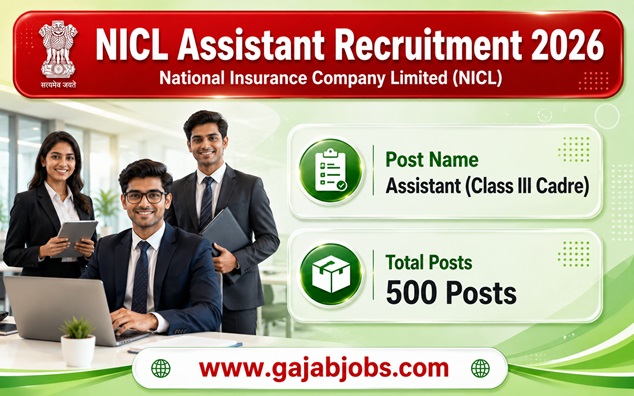 NICL Assistant Recruitment 2026
National Insurance Company Limited (NICL)
सत्यमेव जयते
Post Name
Assistant (Class III Cadre)
Total Posts
500 Posts
www.gajabjobs.com